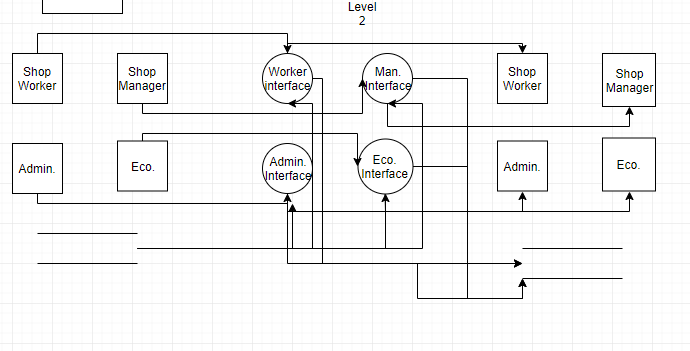 Level
2
Shop
Worker
Shop
Manager
Worker
interface
Man.
Interface
Shop
Worker
Shop
Manager
Admin.
Eco.
Admin.
Interface
Eco.
Interface
Admin.
Eco.